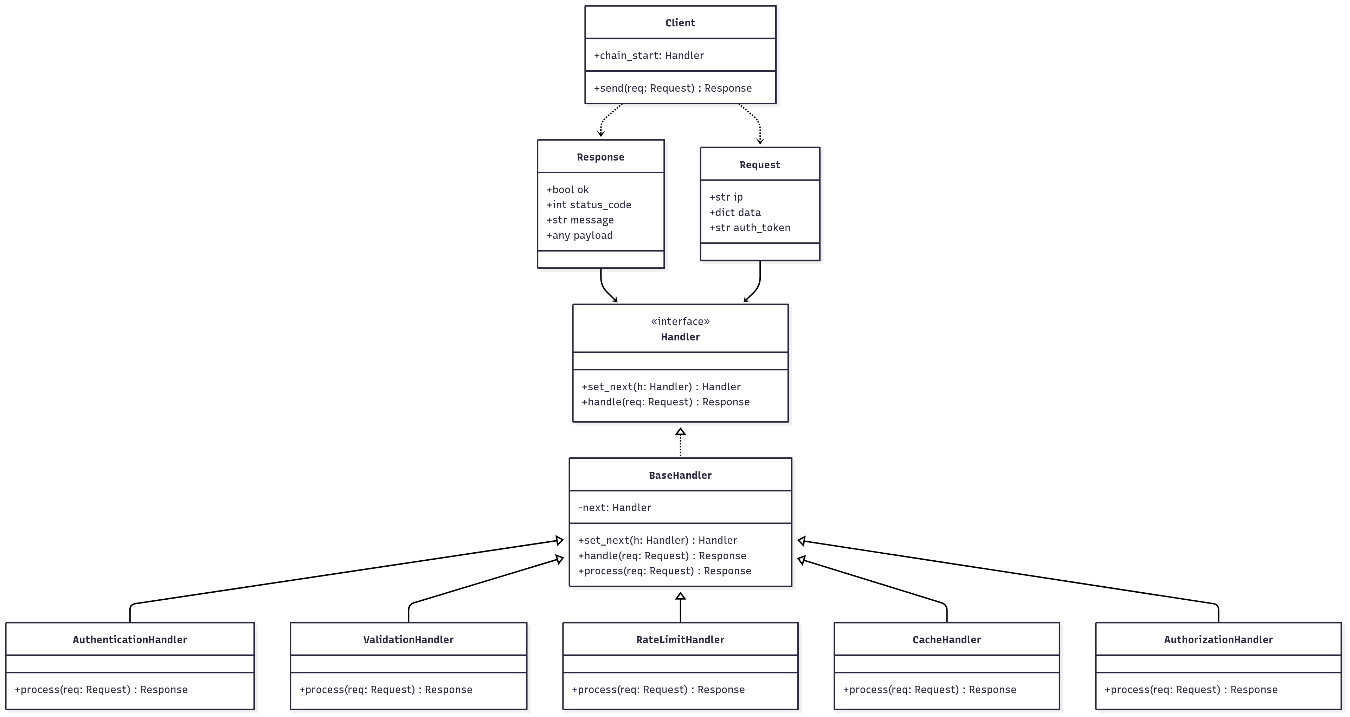 Client
+chain_start: Handler
+send(req: Request) : Response
Response
+bool ok
+int status_code
+str message
+any payload
Request
+str ip
+dict data
+str auth_token
«interface»
Handler
+set_next(h: Handler) : Handler
+handle(req: Request) : Response
BaseHandler
-next: Handler
+set_next(h: Handler) : Handler
+handle(req: Request) : Response
+process(req: Request) : Response
AuthenticationHandler
+process(req: Request) : Response
ValidationHandler
+process(req: Request) : Response
RateLimitHandler
+process(req: Request) : Response
CacheHandler
+process(req: Request) : Response
AuthorizationHandler
+process(req: Request) : Response